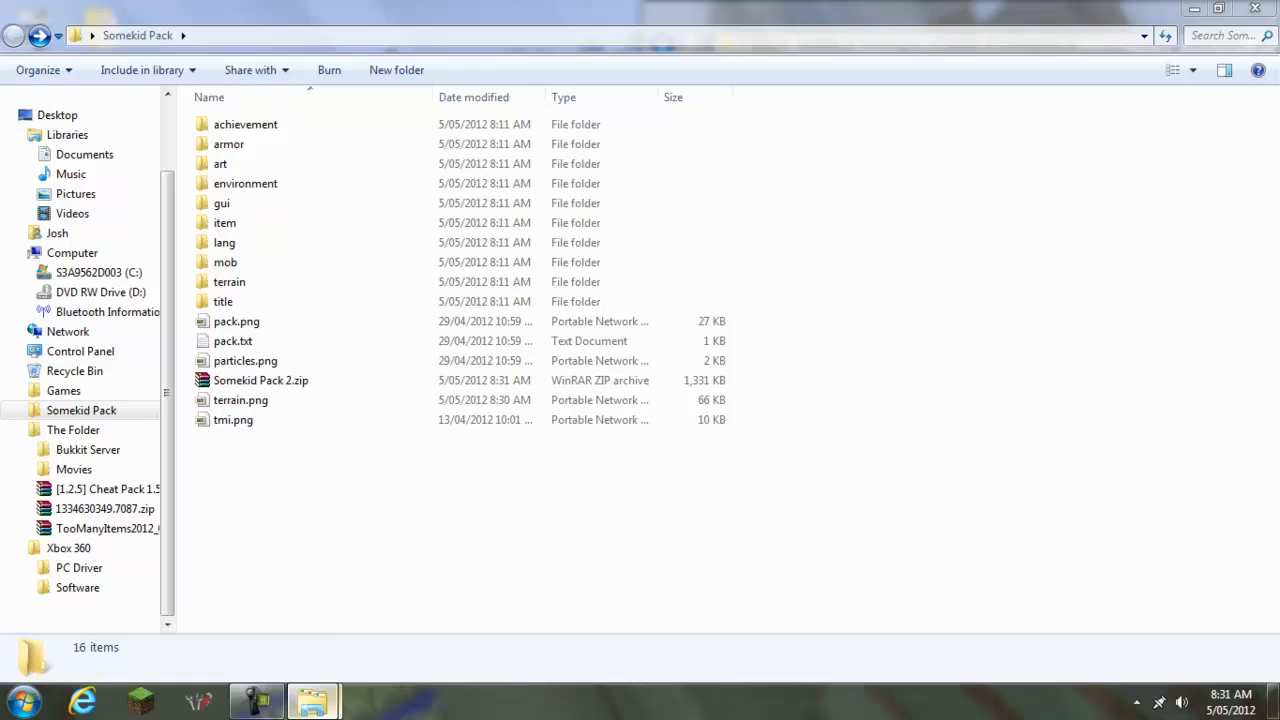 Somekid Pack
Search Som...
Organize Include in library Share with Burn New folder
Name Date modified Type Size
Desktop
Libraries
Documents
Music
Pictures
Videos
Josh
Computer
S3A9562D003 (C:)
DVD RW Drive (D:)
Bluetooth Informatio
Network
Control Panel
Recycle Bin
Games
Somekid Pack
The Folder
Bukkit Server
Movies
[1.2.5] Cheat Pack 1.5
1334630349.7087.zip
TooManyItems2012_
Xbox 360
PC Driver
Software
achievement 5/05/2012 8:11 AM File folder
armor 5/05/2012 8:11 AM File folder
art 5/05/2012 8:11 AM File folder
environment 5/05/2012 8:11 AM File folder
gui 5/05/2012 8:11 AM File folder
item 5/05/2012 8:11 AM File folder
lang 5/05/2012 8:11 AM File folder
mob 5/05/2012 8:11 AM File folder
terrain 5/05/2012 8:11 AM File folder
title 5/05/2012 8:11 AM File folder
pack.png 29/04/2012 10:59 ... Portable Network ... 27 KB
pack.txt 29/04/2012 10:59 ... Text Document 1 KB
particles.png 29/04/2012 10:59 ... Portable Network ... 2 KB
Somekid Pack 2.zip 5/05/2012 8:31 AM WinRAR ZIP archive 1,331 KB
terrain.png 5/05/2012 8:30 AM Portable Network ... 66 KB
tmi.png 13/04/2012 10:01 ... Portable Network ... 10 KB
16 items
8:31 AM
5/05/2012